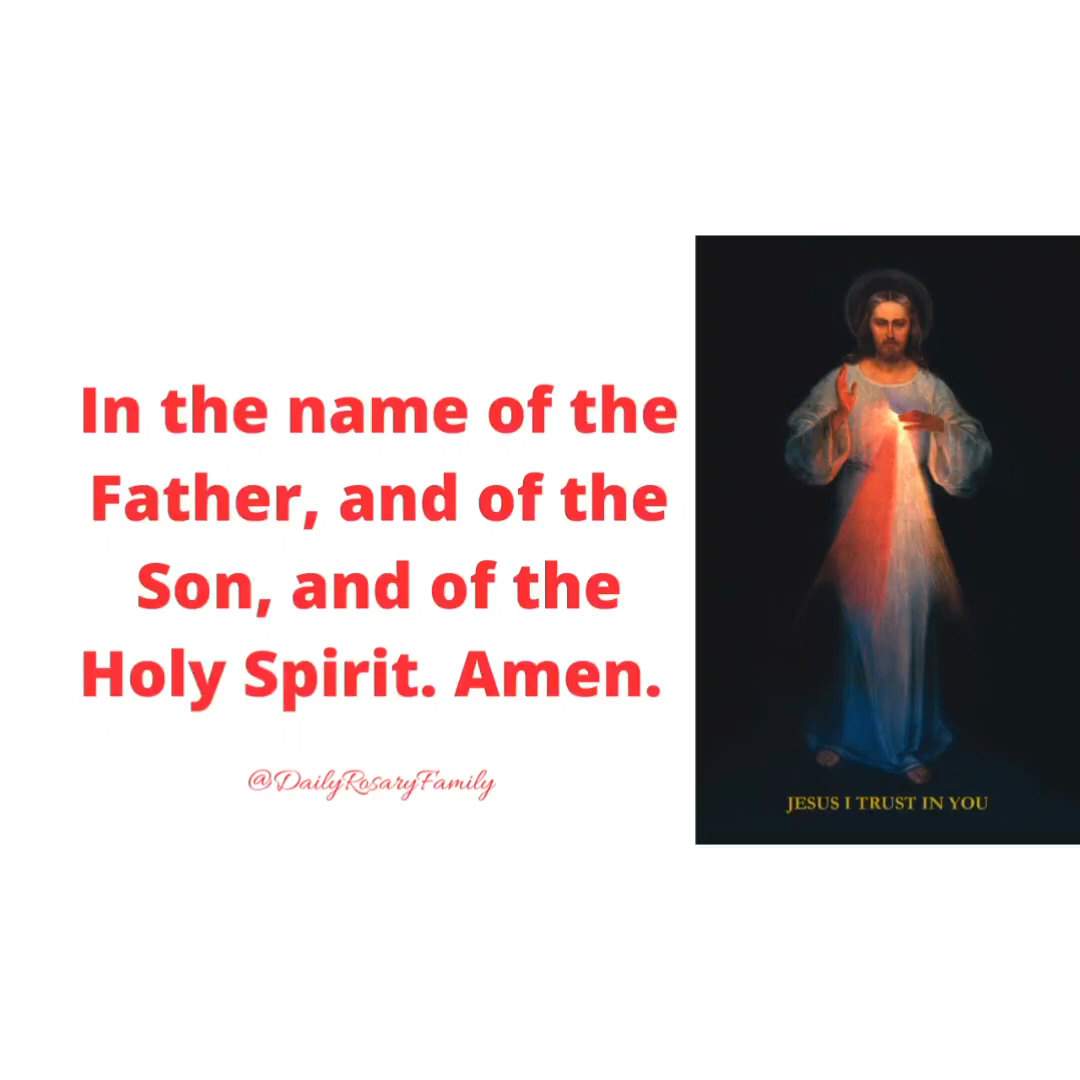 In the name of the
Father, and of the
Son, and of the
Holy Spirit. Amen.
@DailyRosaryFamily
JESUS I TRUST IN YOU